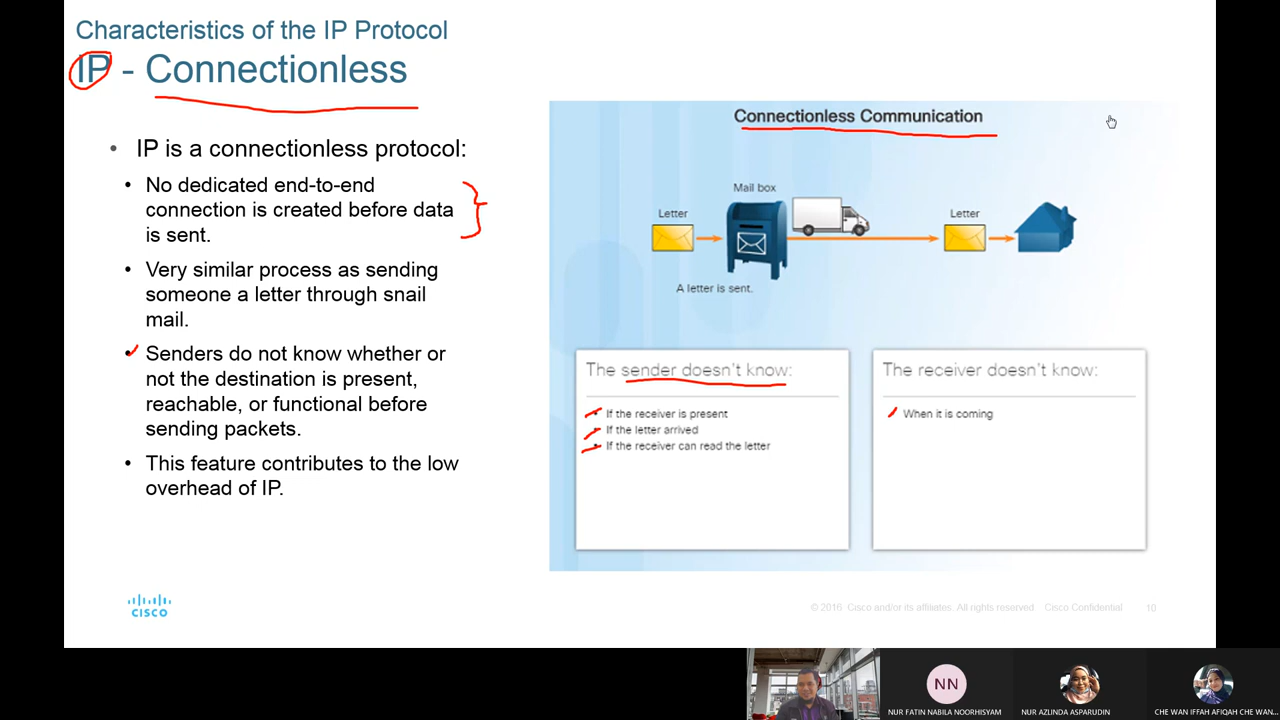 Characteristics of the IP Protocol
IP - Connectionless
• IP is a connectionless protocol:
• No dedicated end-to-end
connection is created before data
is sent.
• Very similar process as sending
someone a letter through snail
mail.
• Senders do not know whether or
not the destination is present,
reachable, or functional before
sending packets.
• This feature contributes to the low
overhead of IP.
Connectionless Communication
Mail box
Letter
Letter
A letter is sent.
The sender doesn't know:
• If the receiver is present
• If the letter arrived
• If the receiver can read the letter
The receiver doesn't know:
• When it is coming
CISCO
© 2016 Cisco and/or its affiliates. All rights reserved. Cisco Confidential 10
NN
NUR FATIN NABILA NOORHISYAM
NUR AZLINDA ASPARUDIN
CHE WAN IFFAH AFIQAH CHE WAN...